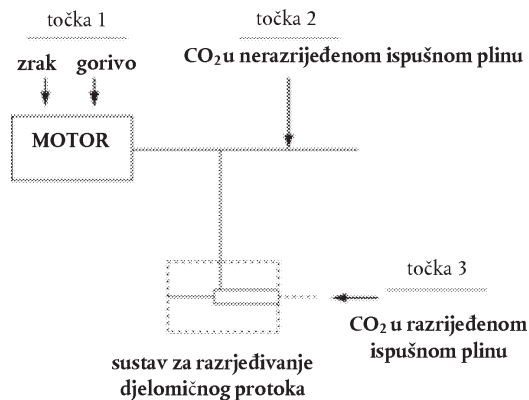 točka 1
točka 2
zrak gorivo
CO₂ u nerazrijeđenom ispušnom plinu
MOTOR
točka 3
CO₂ u razrijeđenom
ispušnom plinu
sustav za razrjeđivanje
djelomičnog protoka